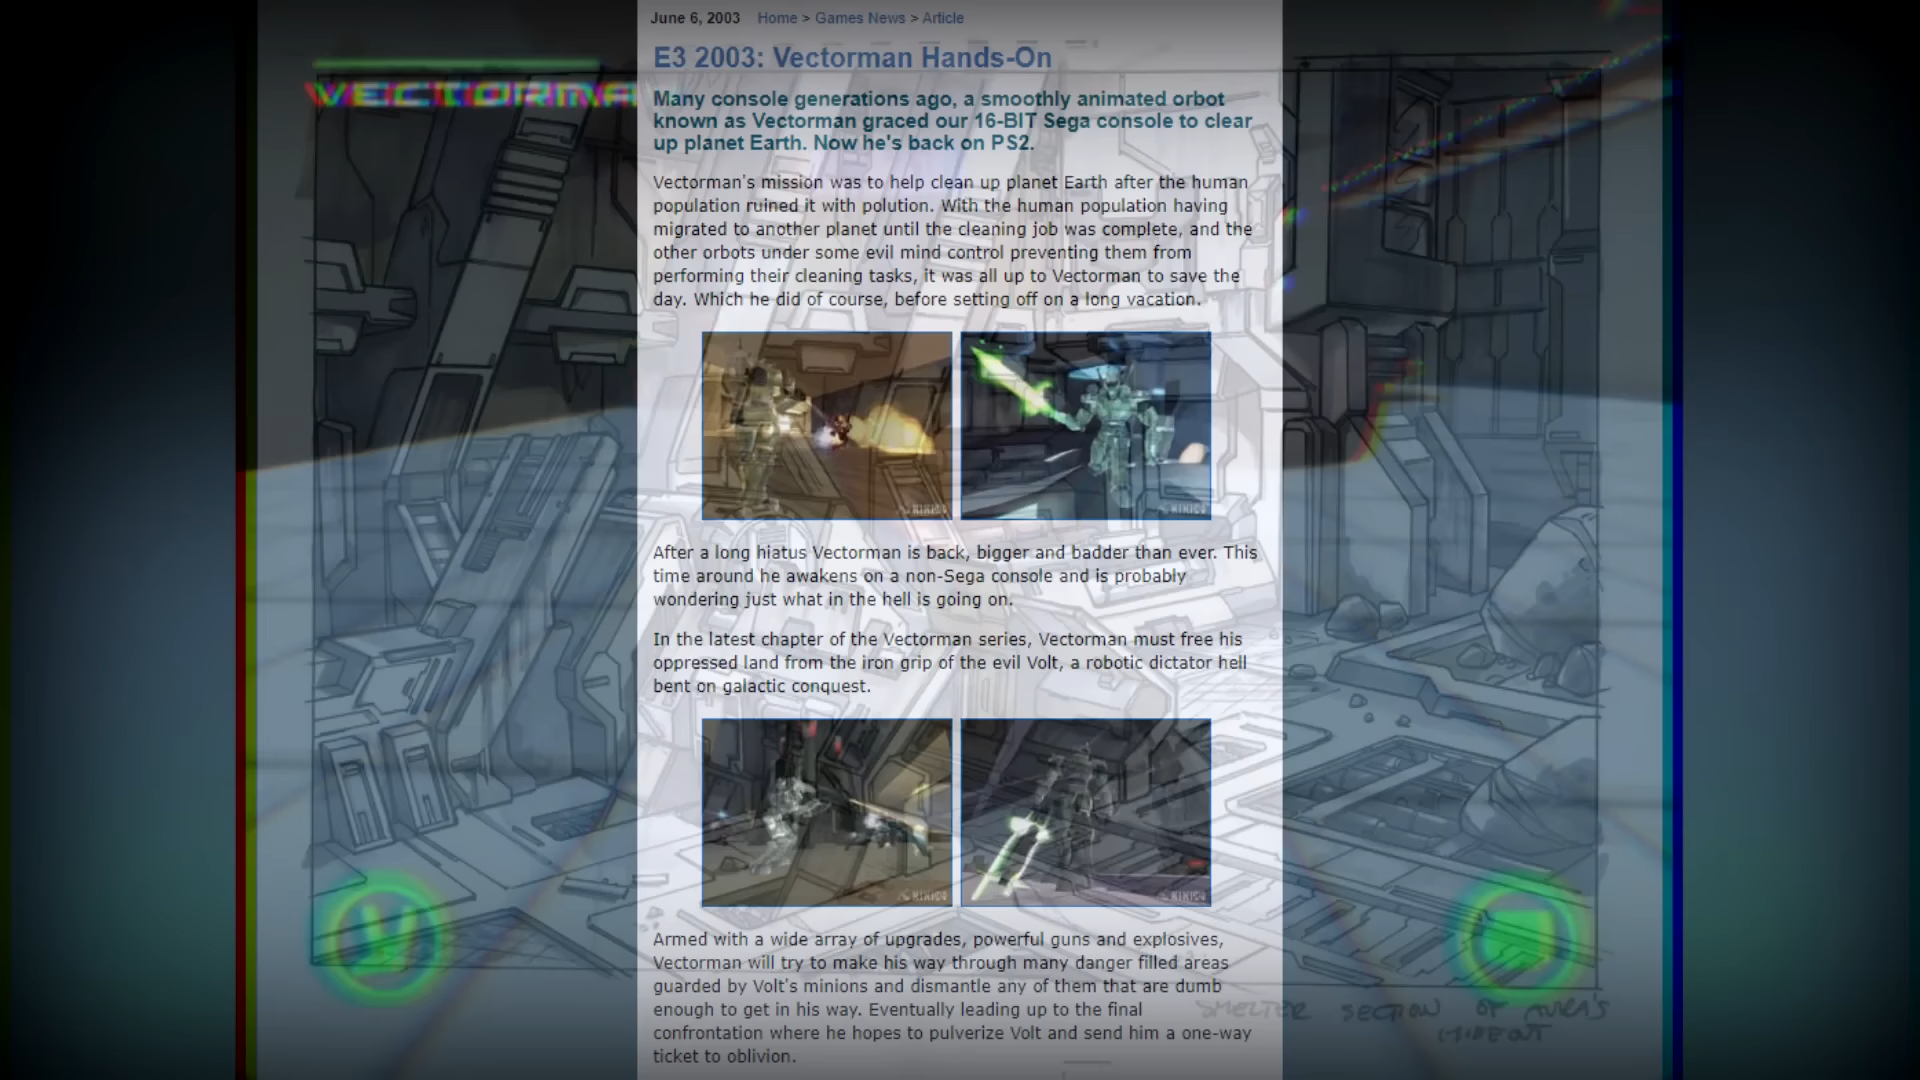 June 6, 2003 Home > Games News > Article
E3 2003: Vectorman Hands-On
VECTORMA
Many console generations ago, a smoothly animated orbot
known as Vectorman graced our 16-BIT Sega console to clear
up planet Earth. Now he's back on PS2.
Vectorman's mission was to help clean up planet Earth after the human
population ruined it with polution. With the human population having
migrated to another planet until the cleaning job was complete, and the
other orbots under some evil mind control preventing them from
performing their cleaning tasks, it was all up to Vectorman to save the
day. Which he did of course, before setting off on a long vacation.
After a long hiatus Vectorman is back, bigger and badder than ever. This
time around he awakens on a non-Sega console and is probably
wondering just what in the hell is going on.
In the latest chapter of the Vectorman series, Vectorman must free his
oppressed land from the iron grip of the evil Volt, a robotic dictator hell
bent on galactic conquest.
Armed with a wide array of upgrades, powerful guns and explosives,
Vectorman will try to make his way through many danger filled areas
guarded by Volt's minions and dismantle any of them that are dumb
enough to get in his way. Eventually leading up to the final
confrontation where he hopes to pulverize Volt and send him a one-way
ticket to oblivion.
SMELTER SECTION OF AURA'S
HIDEOUT